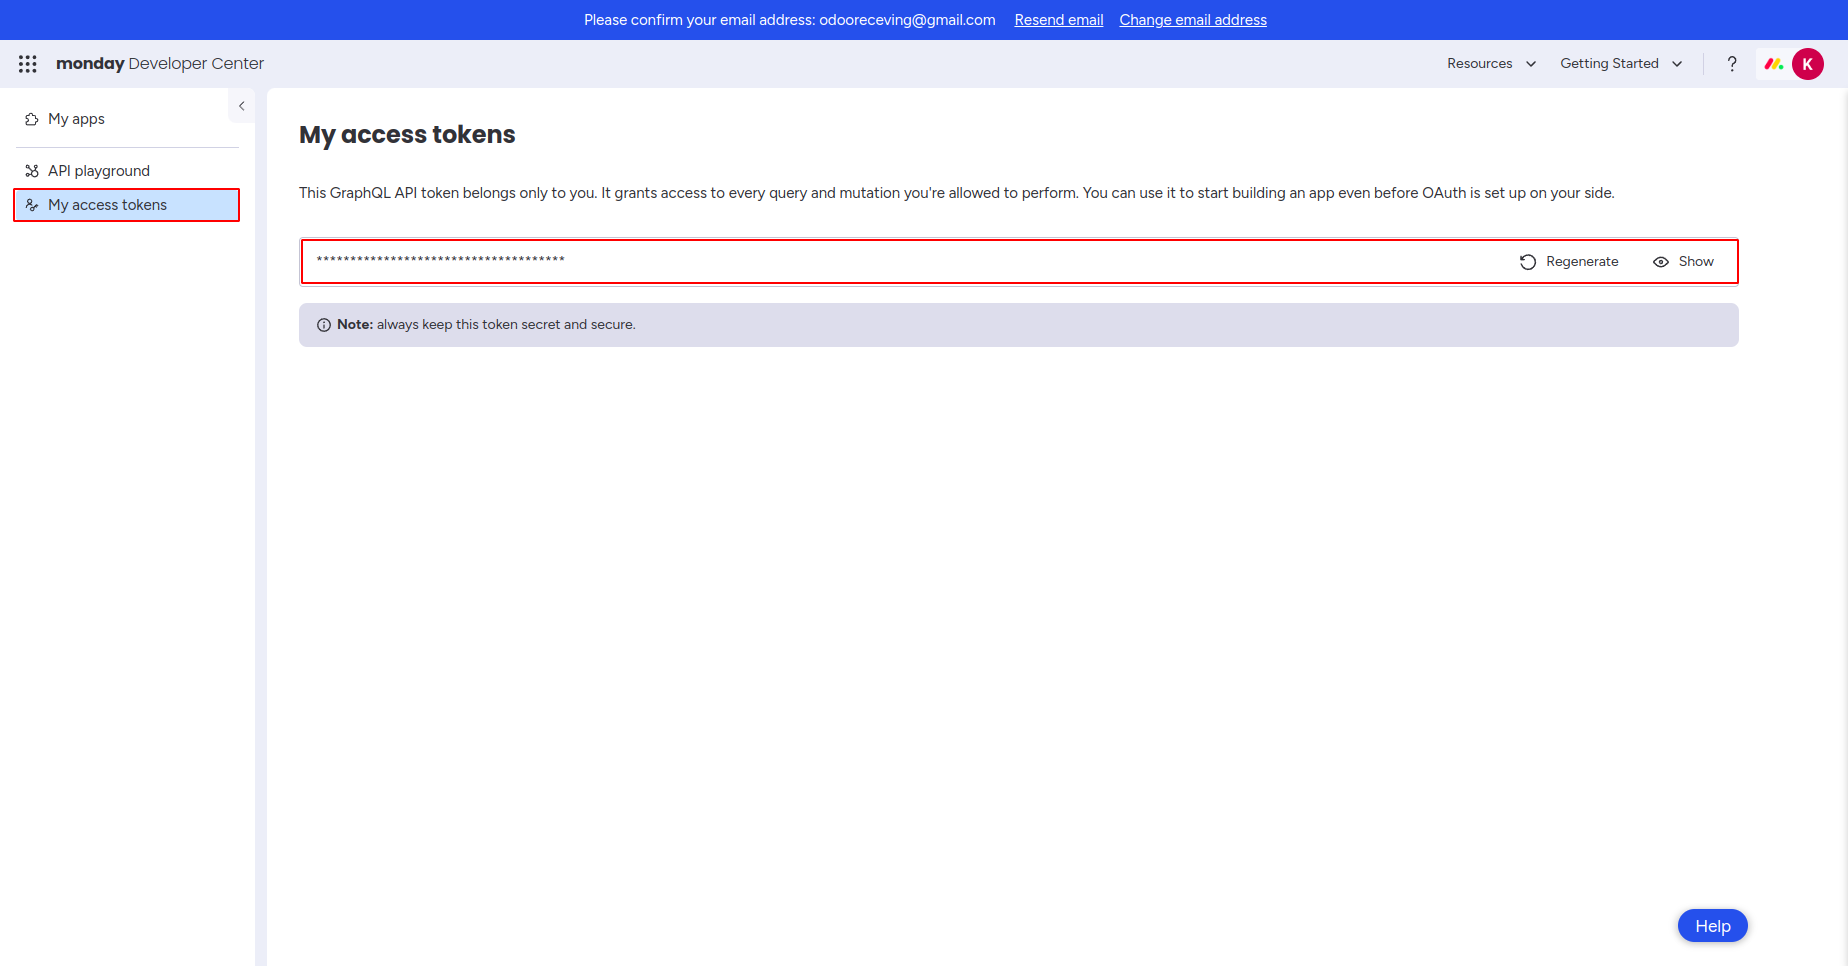 Please confirm your email address: odooreceving@gmail.com Resend email Change email address
monday Developer Center
Resources Getting Started ? K
My apps
API playground
My access tokens
My access tokens
This GraphQL API token belongs only to you. It grants access to every query and mutation you're allowed to perform. You can use it to start building an app even before OAuth is set up on your side.
************************************* Regenerate Show
Note: always keep this token secret and secure.
Help